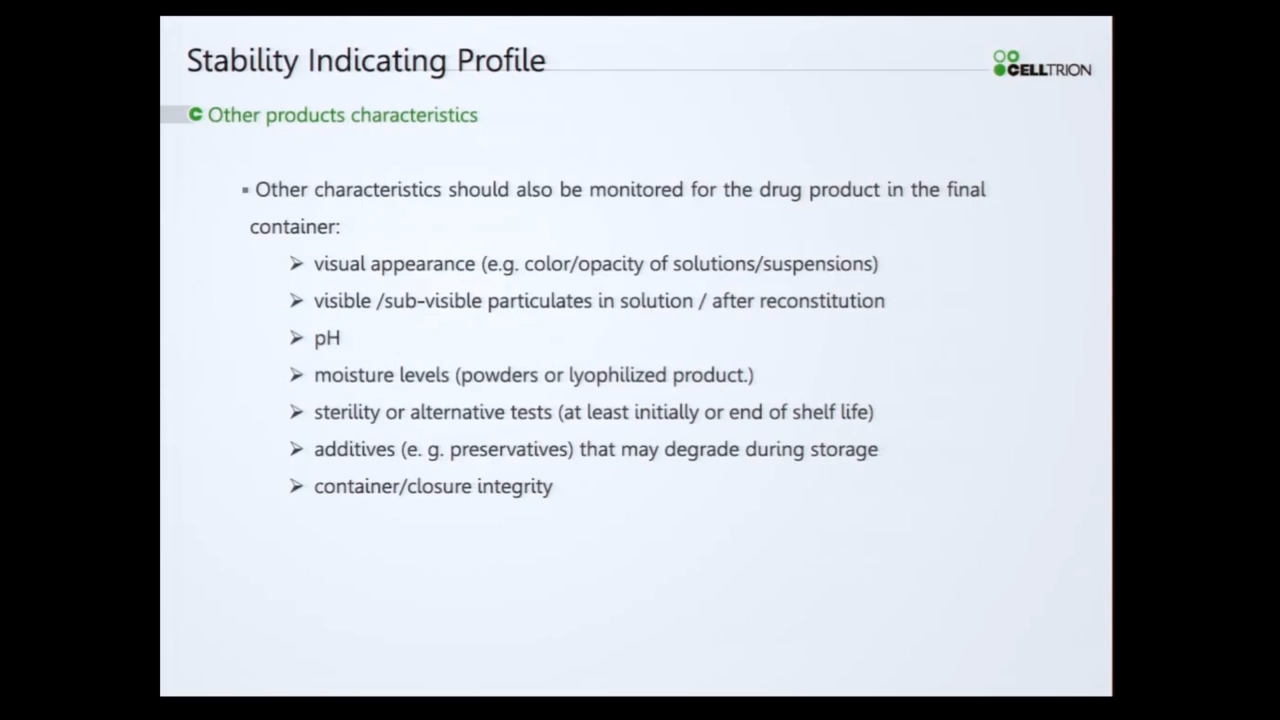 Stability Indicating Profile
CELLTRION
Other products characteristics
▪ Other characteristics should also be monitored for the drug product in the final
container:
➢ visual appearance (e.g. color/opacity of solutions/suspensions)
➢ visible /sub-visible particulates in solution / after reconstitution
➢ pH
➢ moisture levels (powders or lyophilized product.)
➢ sterility or alternative tests (at least initially or end of shelf life)
➢ additives (e. g. preservatives) that may degrade during storage
➢ container/closure integrity